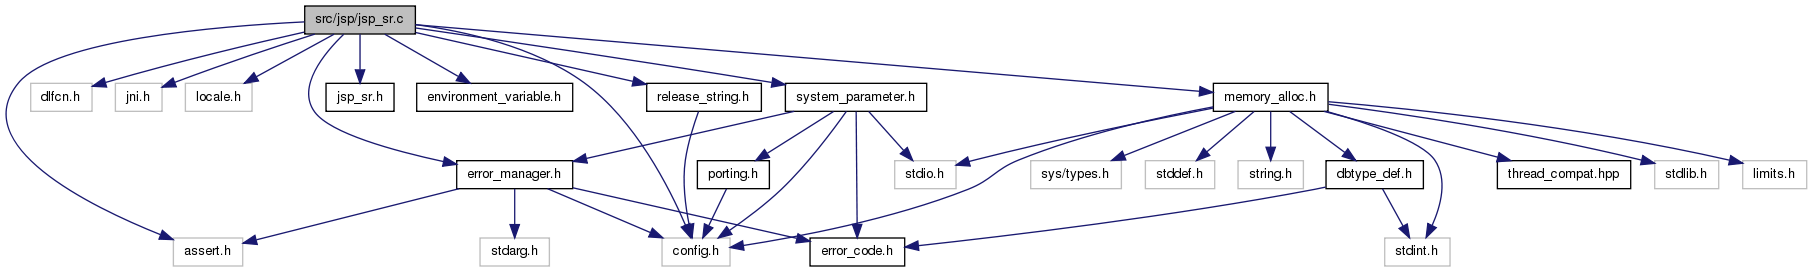 src/jsp/jsp_sr.c
dlfcn.h
jni.h
locale.h
jsp_sr.h
environment_variable.h
release_string.h
system_parameter.h
memory_alloc.h
error_manager.h
porting.h
stdio.h
sys/types.h
stddef.h
string.h
dbtype_def.h
thread_compat.hpp
stdlib.h
limits.h
assert.h
stdarg.h
config.h
error_code.h
stdint.h